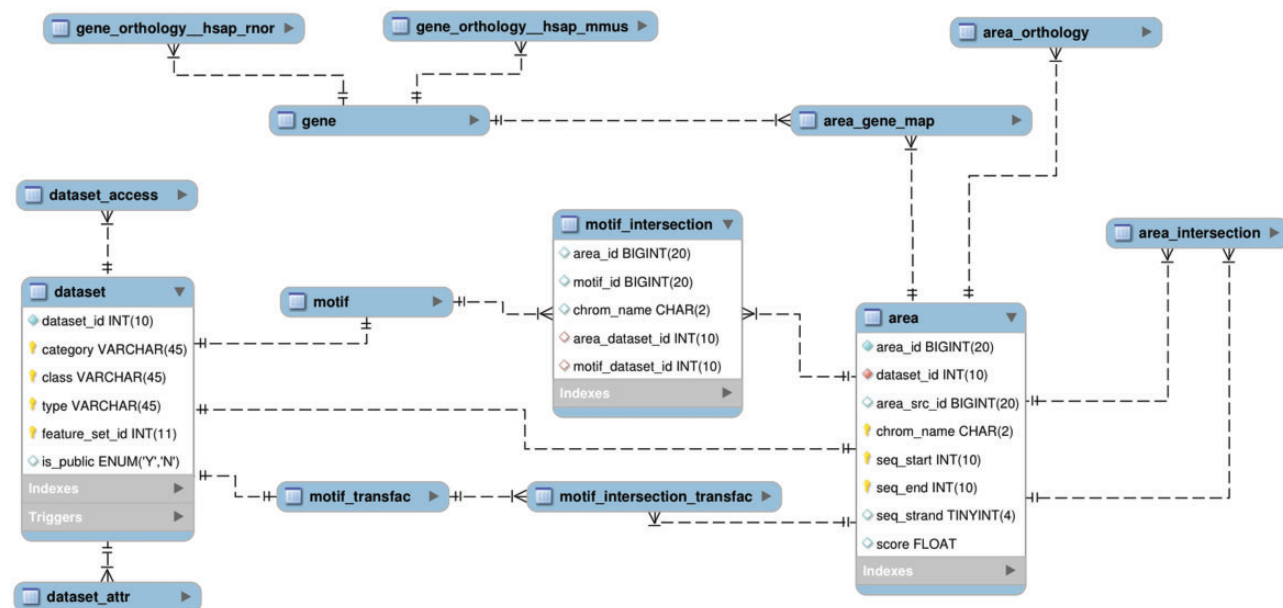 gene_orthology__hsap_rnor
gene_orthology__hsap_mmus
area_orthology
gene
area_gene_map
dataset_access
motif_intersection
area_id BIGINT(20)
motif_id BIGINT(20)
chrom_name CHAR(2)
area_dataset_id INT(10)
motif_dataset_id INT(10)
Indexes
area_intersection
dataset
dataset_id INT(10)
category VARCHAR(45)
class VARCHAR(45)
type VARCHAR(45)
feature_set_id INT(11)
is_public ENUM('Y','N')
Indexes
Triggers
motif
area
area_id BIGINT(20)
dataset_id INT(10)
area_src_id BIGINT(20)
chrom_name CHAR(2)
seq_start INT(10)
seq_end INT(10)
seq_strand TINYINT(4)
score FLOAT
Indexes
motif_transfac
motif_intersection_transfac
dataset_attr